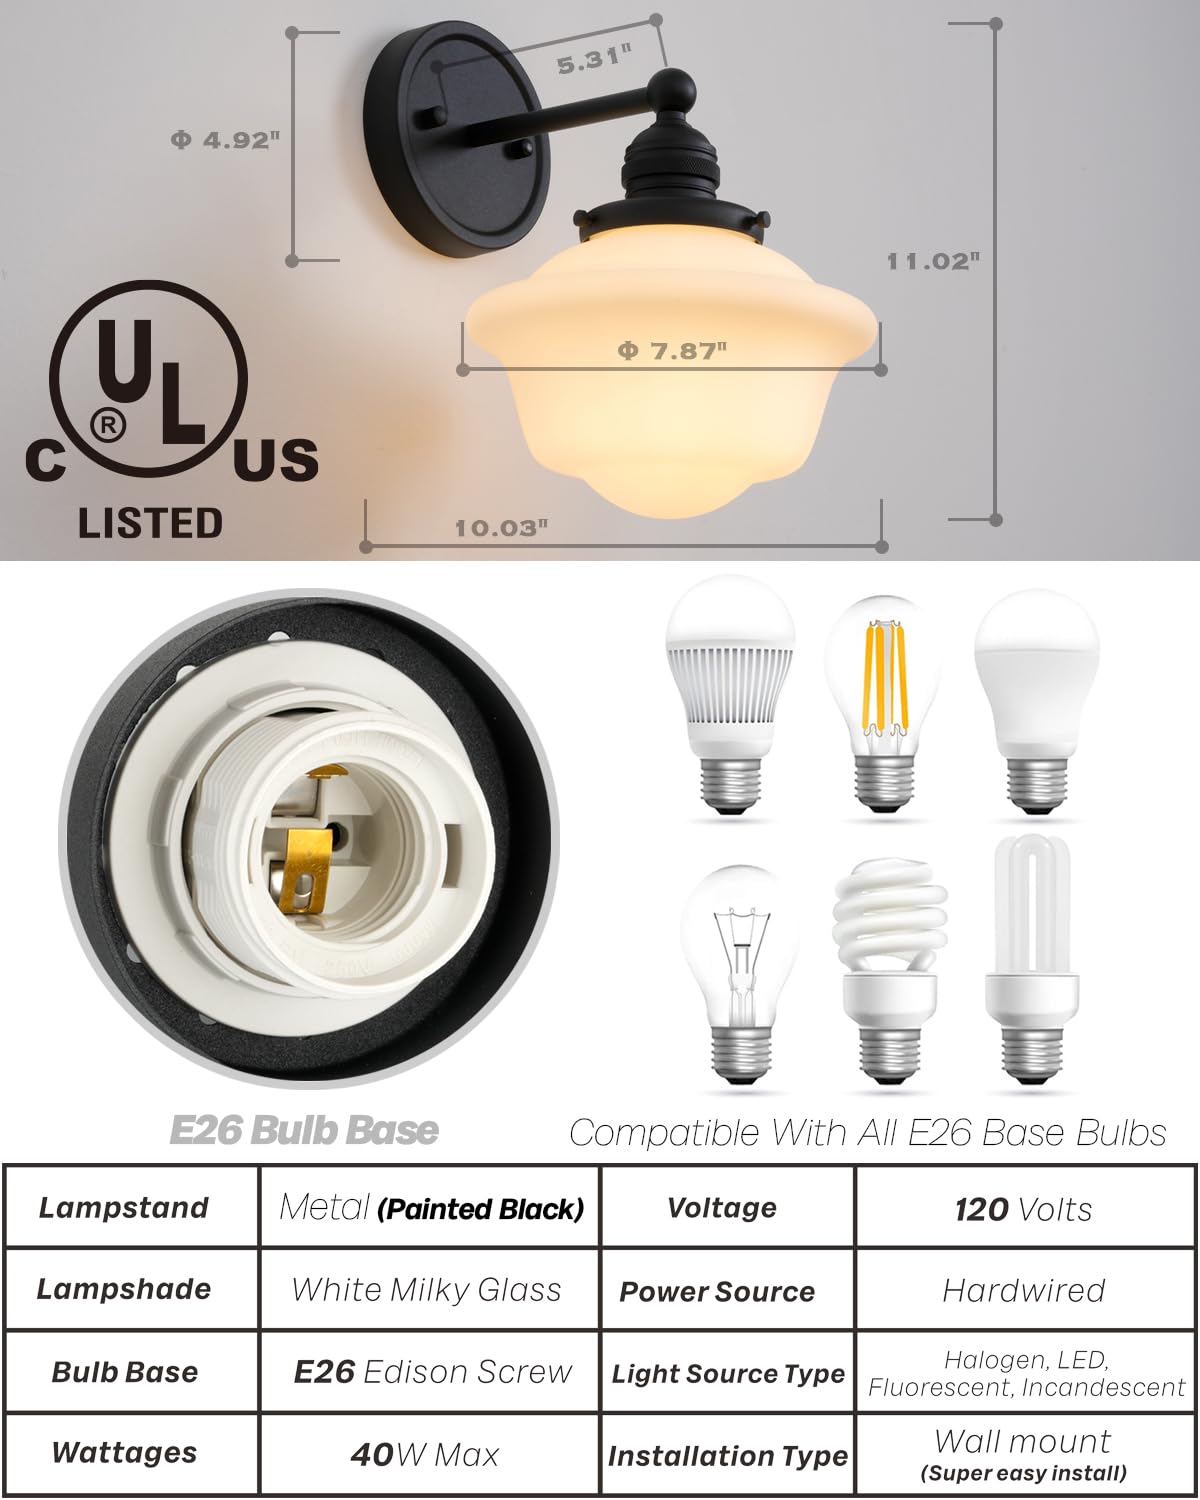 5.31"
Φ 4.92"
11.02"
Φ 7.87"
10.03"
UL
®
C US
LISTED
E26 Bulb Base
Compatible With All E26 Base Bulbs
Lampstand Metal (Painted Black) Voltage 120 Volts
Lampshade White Milky Glass Power Source Hardwired
Bulb Base E26 Edison Screw Light Source Type Halogen, LED,
Fluorescent, Incandescent
Wattages 40W Max Installation Type Wall mount
(Super easy install)